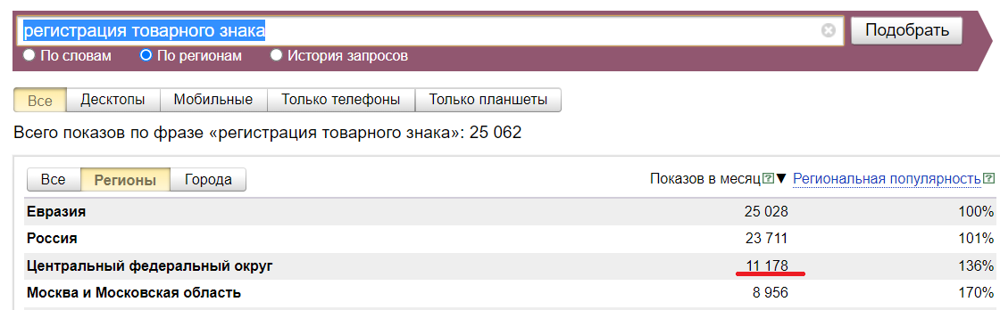 регистрация товарного знака Подобрать
По словам По регионам История запросов
Все Десктопы Мобильные Только телефоны Только планшеты
Всего показов по фразе «регистрация товарного знака»: 25 062
Все Регионы Города Показов в месяц ? ▼ Региональная популярность ?
Евразия 25 028 100%
Россия 23 711 101%
Центральный федеральный округ 11 178 136%
Москва и Московская область 8 956 170%